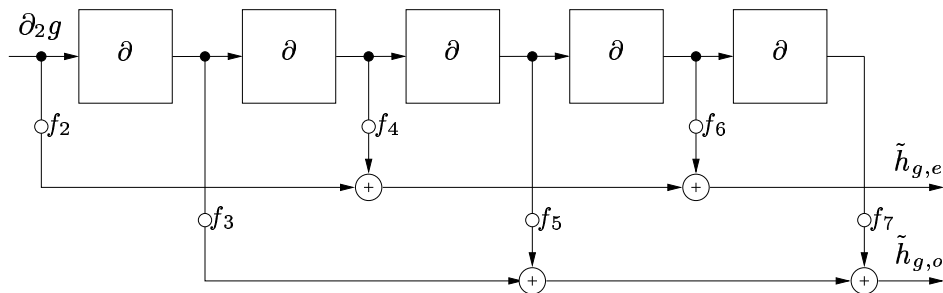 ∂₂g
∂ ∂ ∂ ∂ ∂
f₂ f₄ f₆
h̃g,e
+ +
f₃ f₅ f₇
h̃g,o
+ +